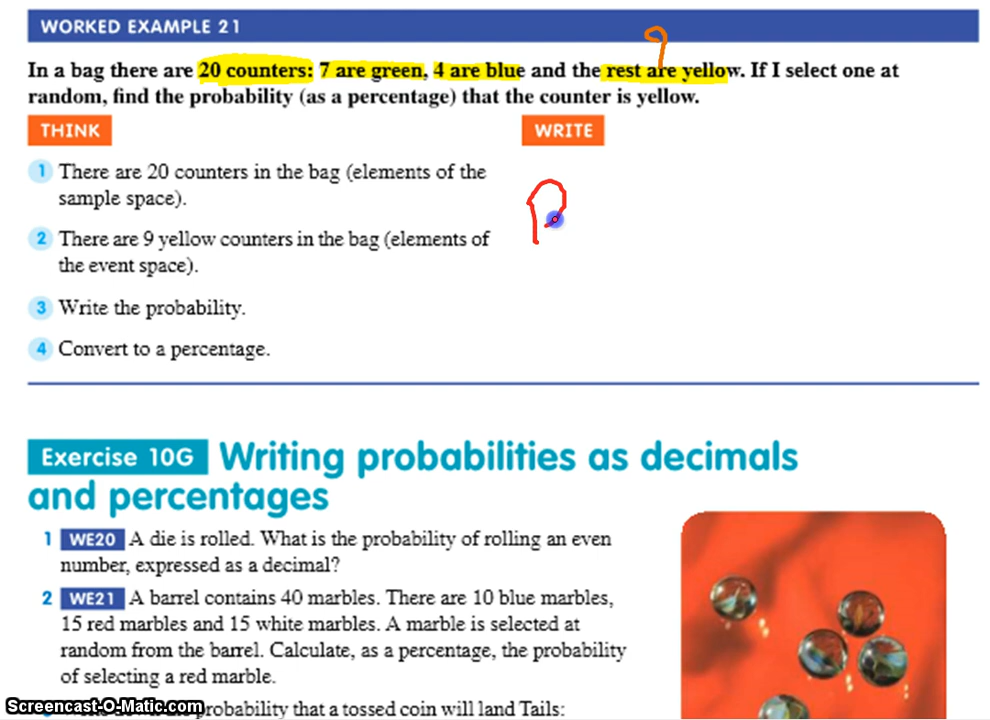 WORKED EXAMPLE 21
9
In a bag there are 20 counters: 7 are green, 4 are blue and the rest are yellow. If I select one at
random, find the probability (as a percentage) that the counter is yellow.
THINK
WRITE
1 There are 20 counters in the bag (elements of the
sample space).
P
2 There are 9 yellow counters in the bag (elements of
the event space).
3 Write the probability.
4 Convert to a percentage.
Exercise 10G Writing probabilities as decimals
and percentages
1 WE20 A die is rolled. What is the probability of rolling an even
number, expressed as a decimal?
2 WE21 A barrel contains 40 marbles. There are 10 blue marbles,
15 red marbles and 15 white marbles. A marble is selected at
random from the barrel. Calculate, as a percentage, the probability
of selecting a red marble.
probability that a tossed coin will land Tails:
Screencast-O-Matic.com